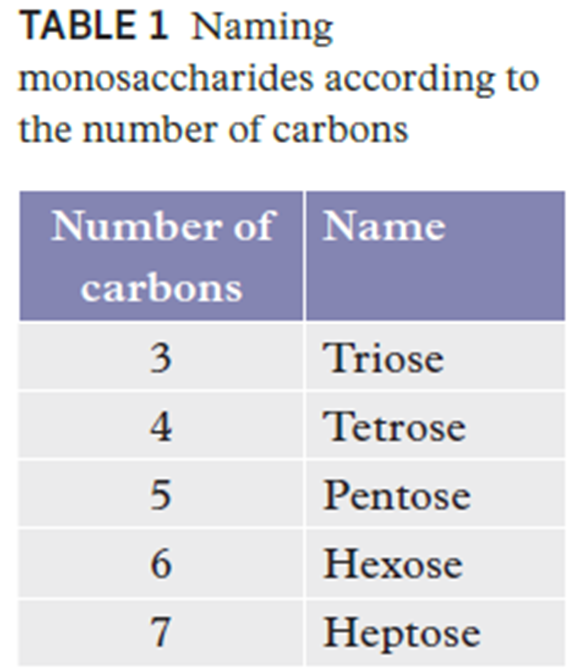 TABLE 1 Naming
monosaccharides according to
the number of carbons
Number of
carbons
Name
3 Triose
4 Tetrose
5 Pentose
6 Hexose
7 Heptose